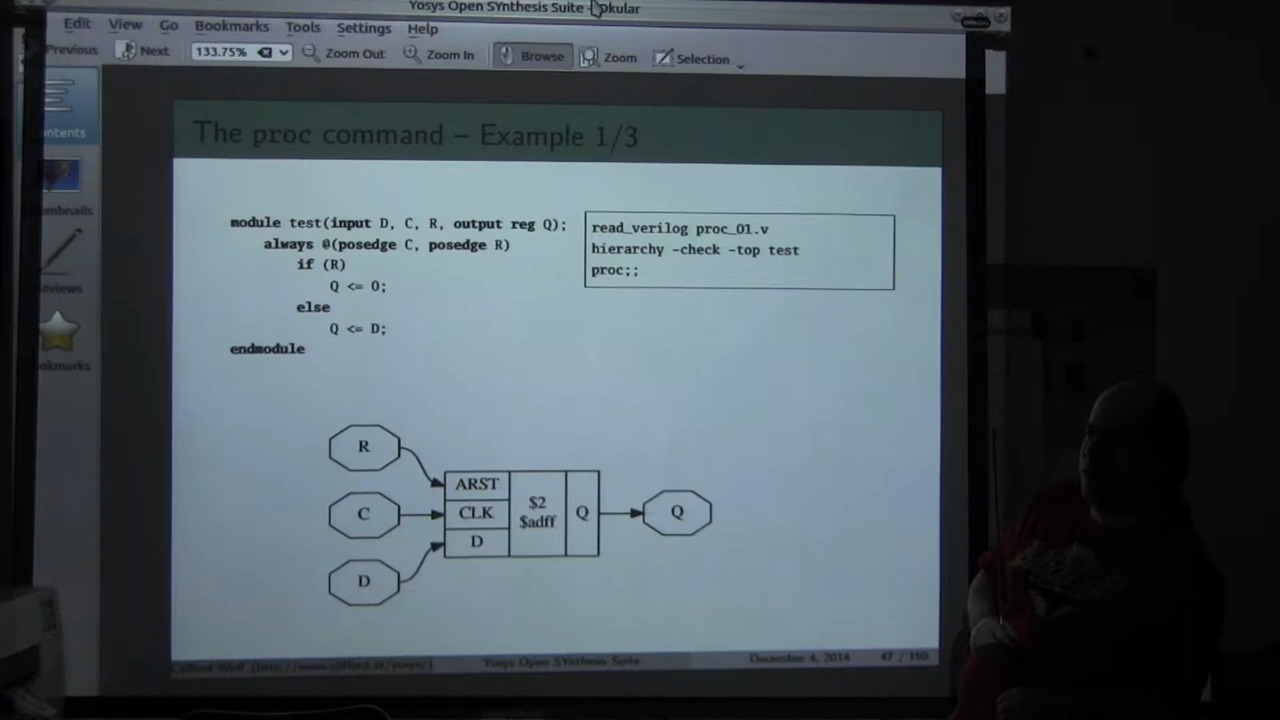 Yosys Open SYnthesis Suite
Edit View Go Bookmarks Tools Settings Help
Previous Next 133.75% Zoom Out Zoom In Browse Zoom Selection
The proc command – Example 1/3
module test(input D, C, R, output reg Q);
always @(posedge C, posedge R)
if (R)
Q <= 0;
else
Q <= D;
endmodule
read_verilog proc_01.v
hierarchy -check -top test
proc;;
R
C
D
ARST
CLK
D
$2
$adff
Q
Q
Yosys Open SYnthesis Suite
December 4, 2014
47 / 150